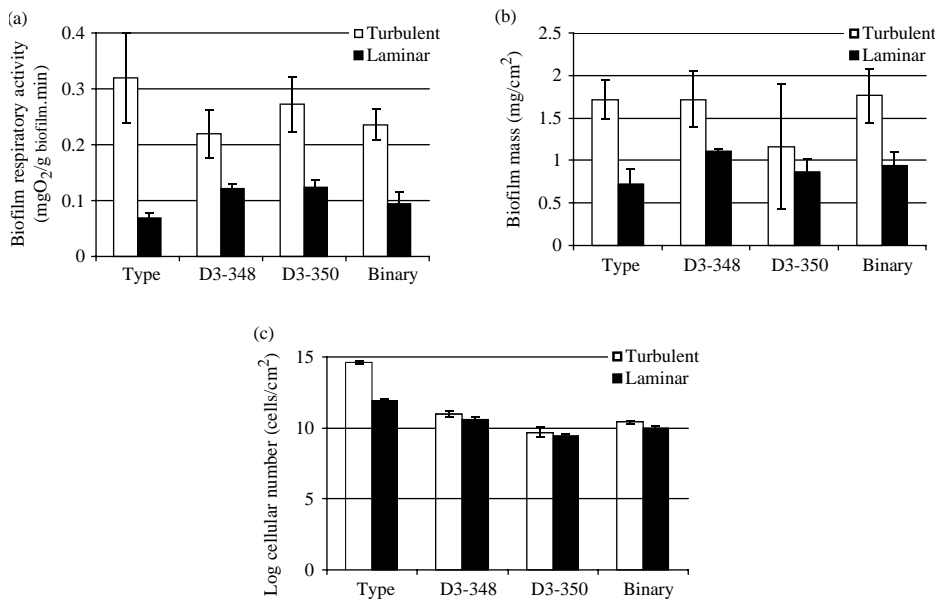 (a)
Biofilm respiratory activity
(mgO2/g biofilm.min)
0.4
0.3
0.2
0.1
0
Turbulent
Laminar
Type D3-348 D3-350 Binary
(b)
Biofilm mass (mg/cm2)
2.5
2
1.5
1
0.5
0
Turbulent
Laminar
Type D3-348 D3-350 Binary
(c)
Log cellular number (cells/cm2)
15
10
5
0
Turbulent
Laminar
Type D3-348 D3-350 Binary